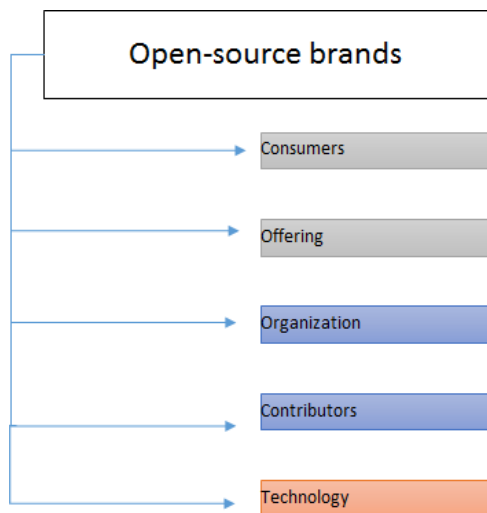 Open-source brands
Consumers
Offering
Organization
Contributors
Technology